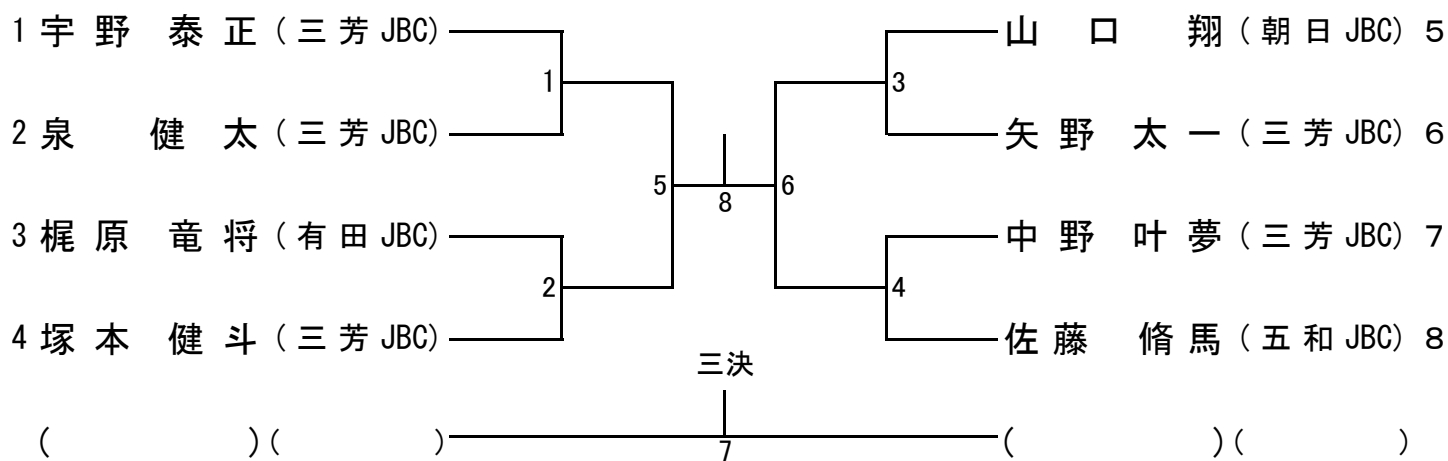 1 宇野 泰正 (三芳 JBC) 山口 翔 (朝日 JBC) 5
1 3
2 泉 健太 (三芳 JBC) 矢野 太一 (三芳 JBC) 6
5 8 6
3 梶原 竜将 (有田 JBC) 中野 叶夢 (三芳 JBC) 7
2 4
4 塚本 健斗 (三芳 JBC) 佐藤 脩馬 (五和 JBC) 8
三決
( ) ( ) 7 ( ) ( )